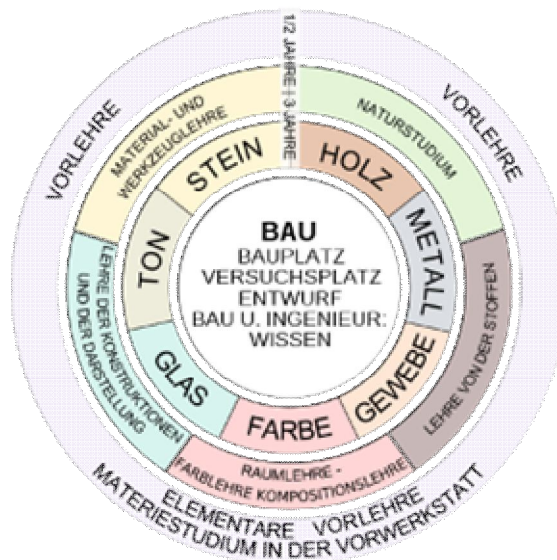 1/2 JAHRE | 3 JAHRE
VORLEHRE
VORLEHRE
MATERIAL- UND
WERKZEUGLEHRE
NATURSTUDIUM
STEIN
HOLZ
TON
METALL
LEHRE DER KONSTRUKTIONEN
UND DER DARSTELLUNG
LEHRE VON DER STOFFEN
BAU
BAUPLATZ
VERSUCHSPLATZ
ENTWURF
BAU U. INGENIEUR:
WISSEN
GLAS
GEWEBE
FARBE
RAUMLEHRE -
FARBLEHRE KOMPOSITIONSLEHRE
ELEMENTARE VORLEHRE
MATERIESTUDIUM IN DER VORWERKSTATT